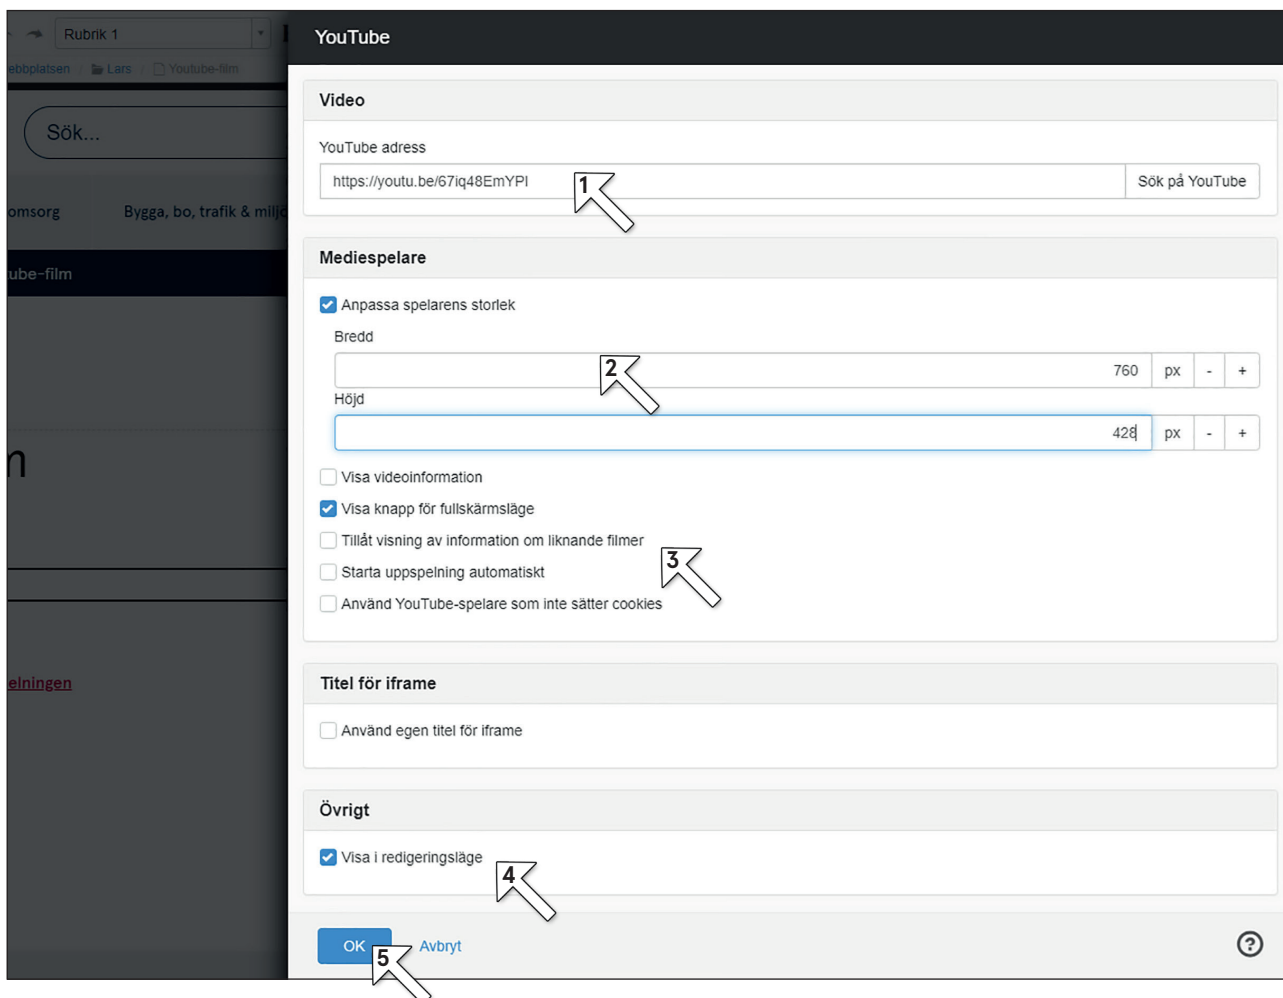 Rubrik 1
YouTube
ebbplatsen / Lars / Youtube-film
Video
Sök...
YouTube adress
https://youtu.be/67iq48EmYPI
1
Sök på YouTube
omsorg
Bygga, bo, trafik & miljö
Mediespelare
ube-film
Anpassa spelarens storlek
Bredd
2
760 px - +
Höjd
428 px - +
m
Visa videoinformation
Visa knapp för fullskärmsläge
Tillåt visning av information om liknande filmer
3
Starta uppspelning automatiskt
Använd YouTube-spelare som inte sätter cookies
Titel för iframe
elningen
Använd egen titel för iframe
Övrigt
Visa i redigeringsläge
4
OK
5
Avbryt
?